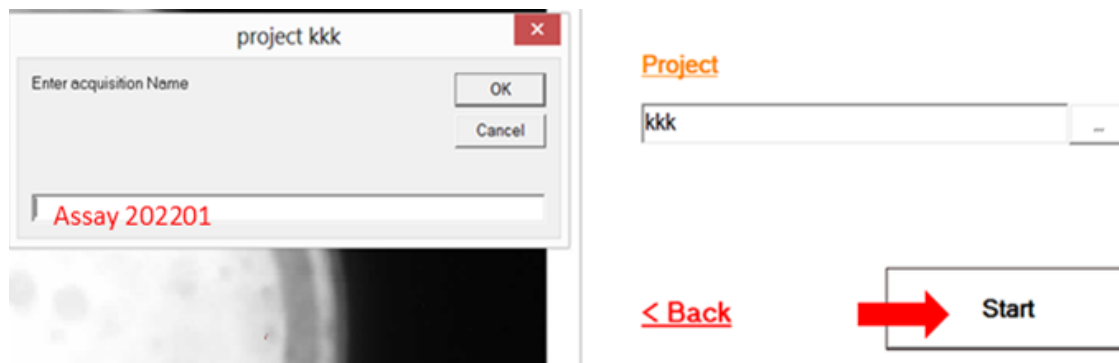 project kkk
Enter acquisition Name
OK
Cancel
Assay 202201
Project
kkk
...
< Back
Start